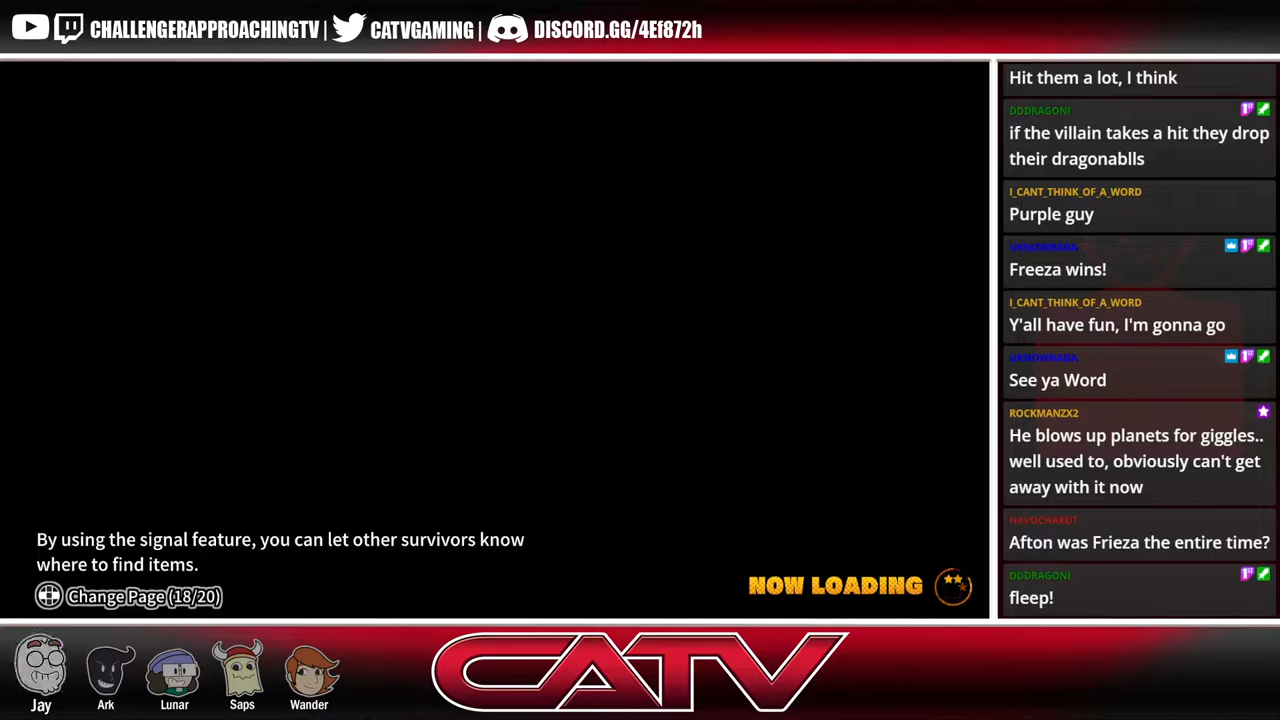 CHALLENGERAPPROACHINGTV | CATVGAMING | DISCORD.GG/4Ef872h
Hit them a lot, I think
DDDRAGONI
if the villain takes a hit they drop
their dragonablls
I_CANT_THINK_OF_A_WORD
Purple guy
Freeza wins!
I_CANT_THINK_OF_A_WORD
Y'all have fun, I'm gonna go
See ya Word
ROCKMANZX2
He blows up planets for giggles..
well used to, obviously can't get
away with it now
HAVOCHARDT
Afton was Frieza the entire time?
DDDRAGONI
fleep!
By using the signal feature, you can let other survivors know
where to find items.
Change Page (18/20)
NOW LOADING
Jay Ark Lunar Saps Wander
CATV